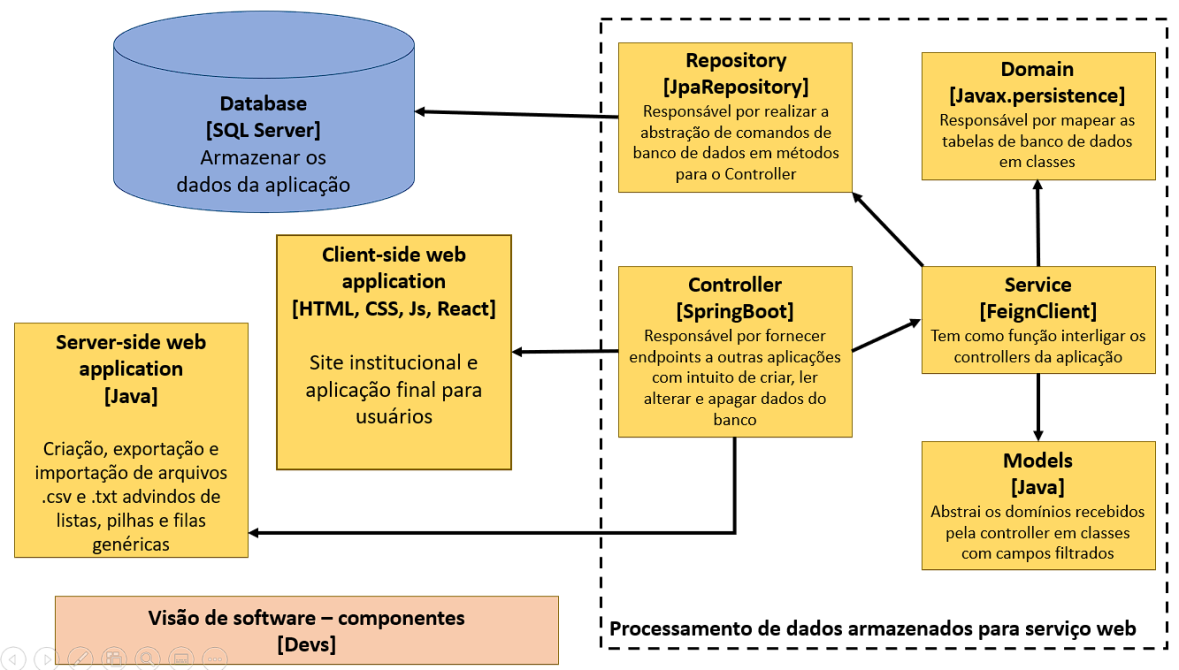 Database
[SQL Server]
Armazenar os
dados da aplicação
Repository
[JpaRepository]
Responsável por realizar a
abstração de comandos de
banco de dados em métodos
para o Controller
Domain
[Javax.persistence]
Responsável por mapear as
tabelas de banco de dados
em classes
Client-side web
application
[HTML, CSS, Js, React]
Site institucional e
aplicação final para
usuários
Controller
[SpringBoot]
Responsável por fornecer
endpoints a outras aplicações
com intuito de criar, ler
alterar e apagar dados do
banco
Service
[FeignClient]
Tem como função interligar os
controllers da aplicação
Server-side web
application
[Java]
Criação, exportação e
importação de arquivos
.csv e .txt advindos de
listas, pilhas e filas
genéricas
Models
[Java]
Abstrai os domínios recebidos
pela controller em classes
com campos filtrados
Visão de software – componentes
[Devs]
Processamento de dados armazenados para serviço web